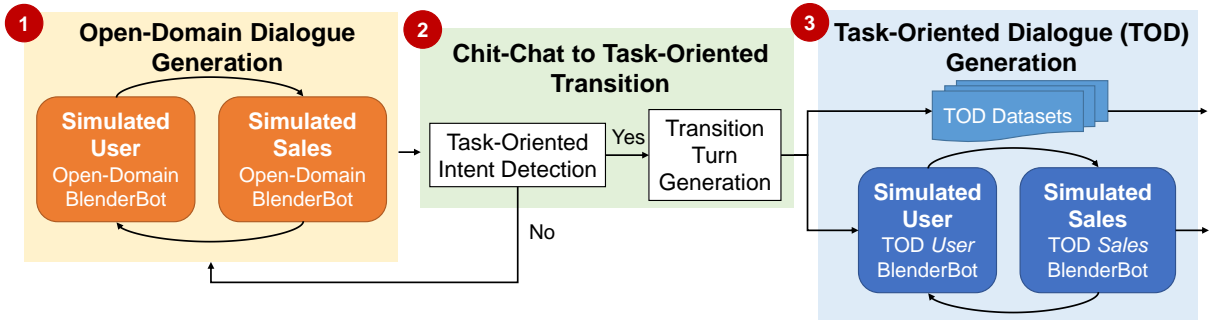 1
Open-Domain Dialogue
Generation
Simulated
User
Open-Domain
BlenderBot
Simulated
Sales
Open-Domain
BlenderBot
2
Chit-Chat to Task-Oriented
Transition
Task-Oriented
Intent Detection
Yes
No
Transition
Turn
Generation
3
Task-Oriented Dialogue (TOD)
Generation
TOD Datasets
Simulated
User
TOD User
BlenderBot
Simulated
Sales
TOD Sales
BlenderBot